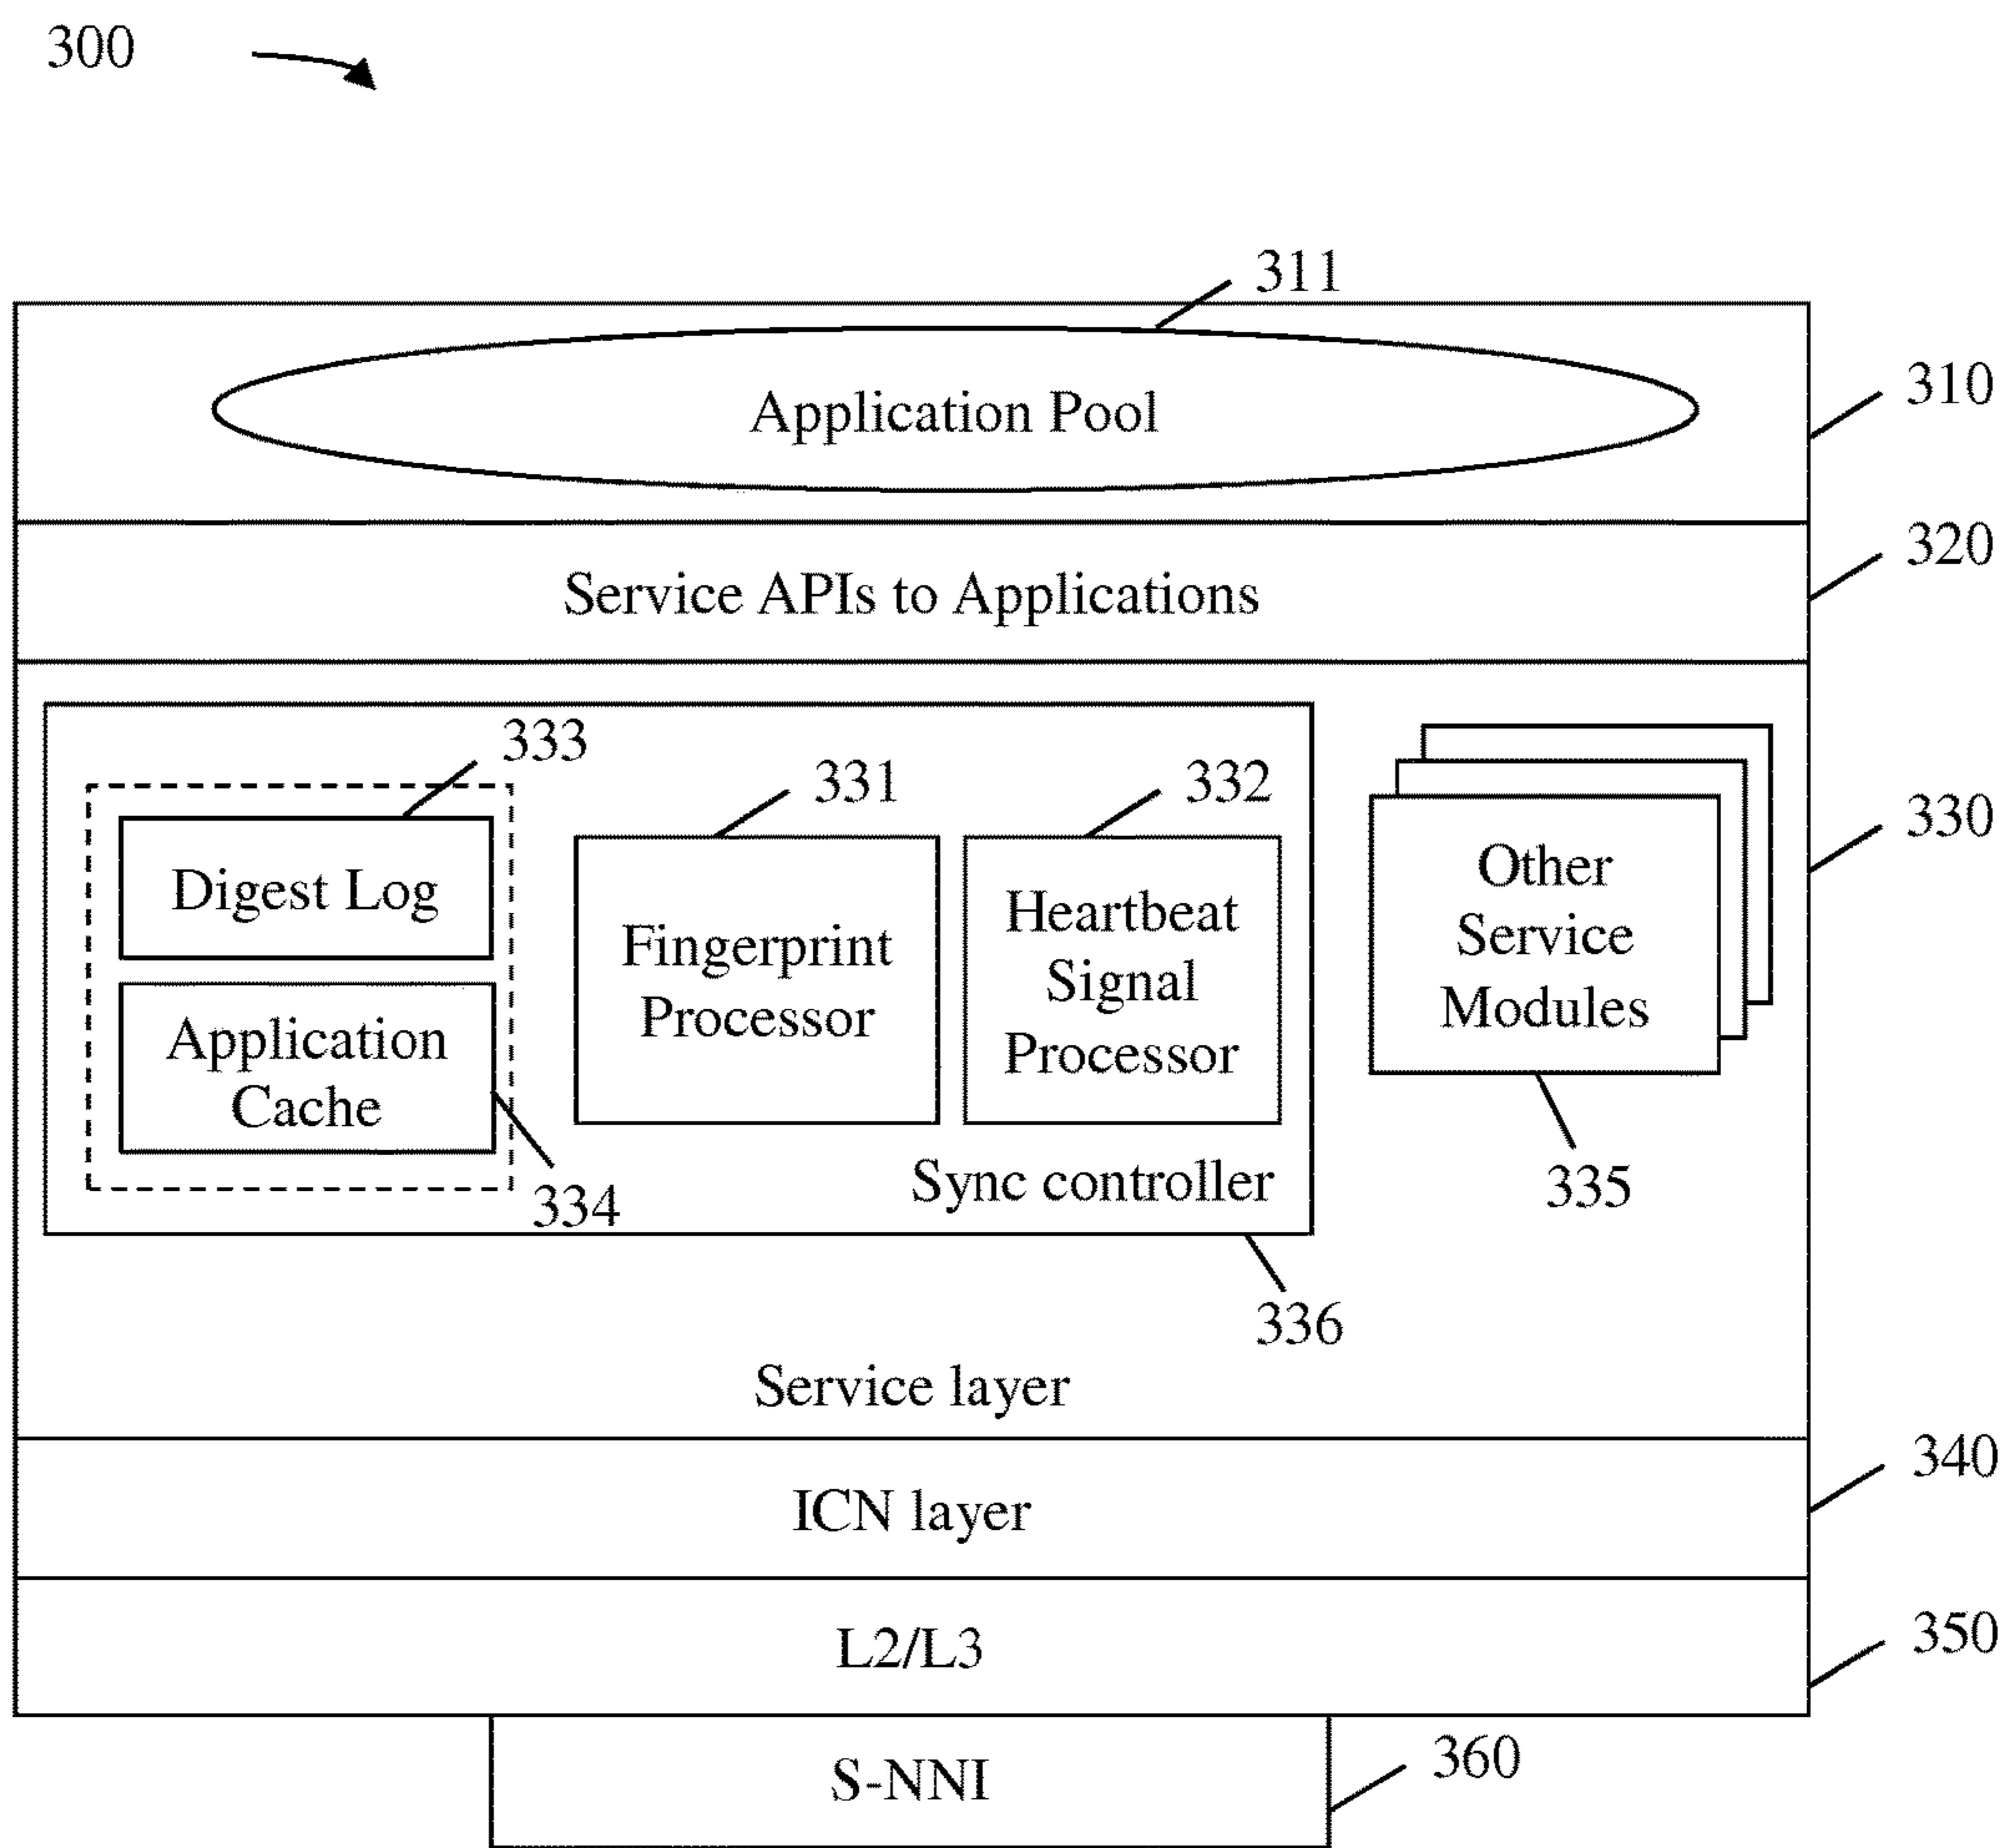 300
311
Application Pool
310
Service APIs to Applications
320
333
331
332
Digest Log
Application
Cache
334
Fingerprint
Processor
Heartbeat
Signal
Processor
Sync controller
336
Other
Service
Modules
335
330
Service layer
ICN layer
340
L2/L3
350
S-NNI
360